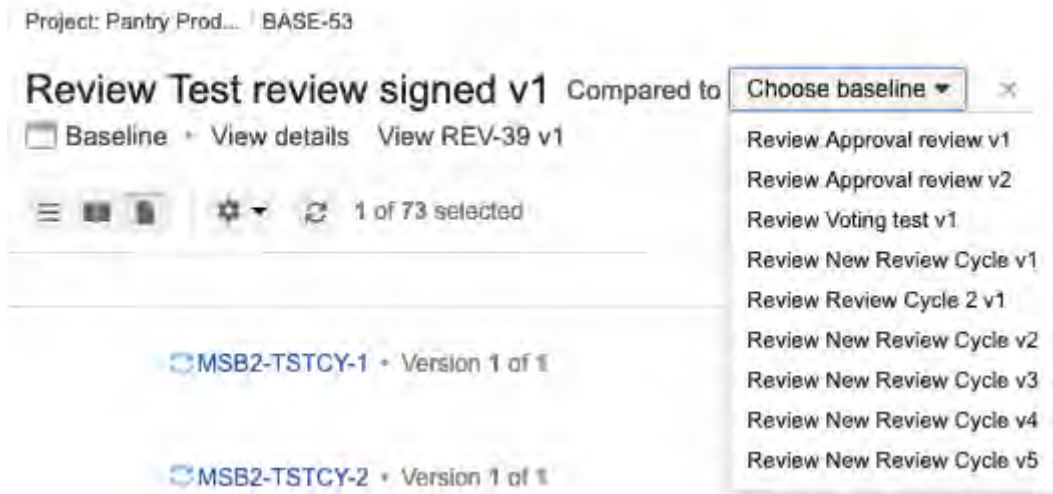 Project: Pantry Prod... BASE-53
Review Test review signed v1 Compared to Choose baseline
Baseline • View details View REV-39 v1
1 of 73 selected
Review Approval review v1
Review Approval review v2
Review Voting test v1
Review New Review Cycle v1
Review Review Cycle 2 v1
Review New Review Cycle v2
Review New Review Cycle v3
Review New Review Cycle v4
Review New Review Cycle v5
MSB2-TSTCY-1 • Version 1 of 1
MSB2-TSTCY-2 • Version 1 of 1